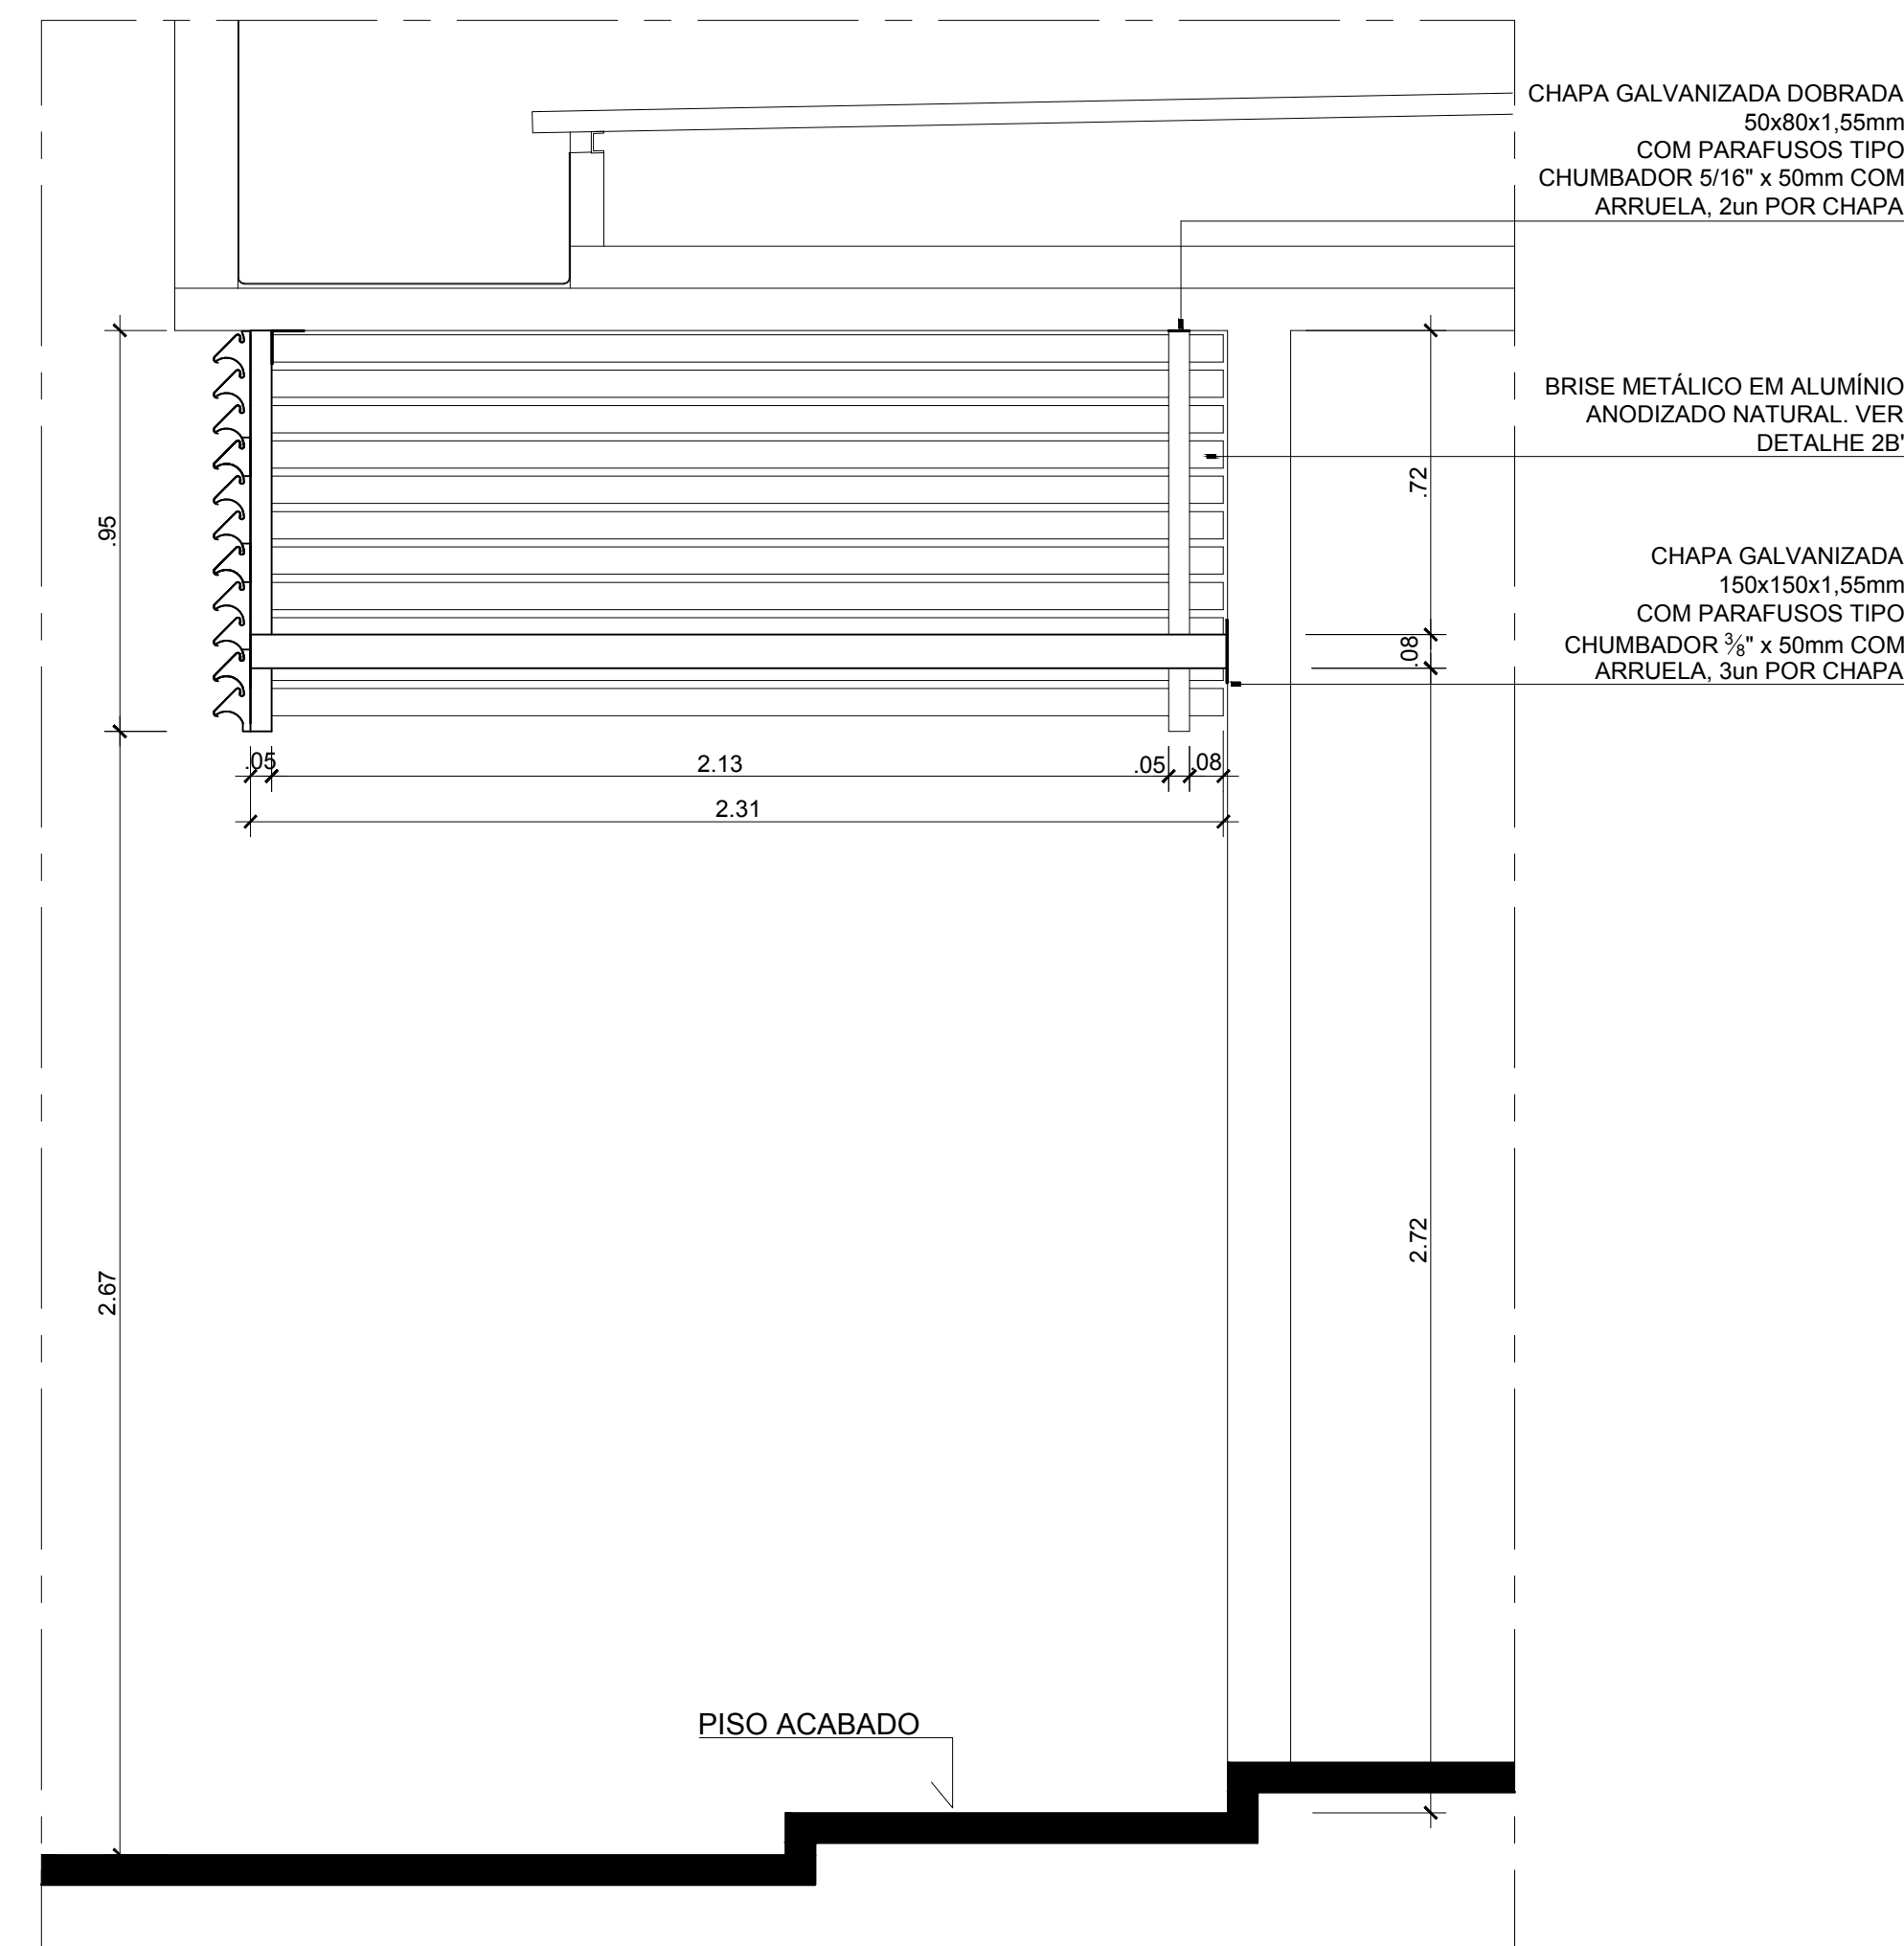 CHAPA GALVANIZADA DOBRADA
50x80x1,55mm
COM PARAFUSOS TIPO
CHUMBADOR 5/16" x 50mm COM
ARRUELA, 2un POR CHAPA
BRISE METÁLICO EM ALUMÍNIO
ANODIZADO NATURAL. VER
DETALHE 2B'
CHAPA GALVANIZADA
150x150x1,55mm
COM PARAFUSOS TIPO
CHUMBADOR ⅜" x 50mm COM
ARRUELA, 3un POR CHAPA
.95
.72
.08
.05
2.13
.05
.08
2.31
2.67
2.72
PISO ACABADO